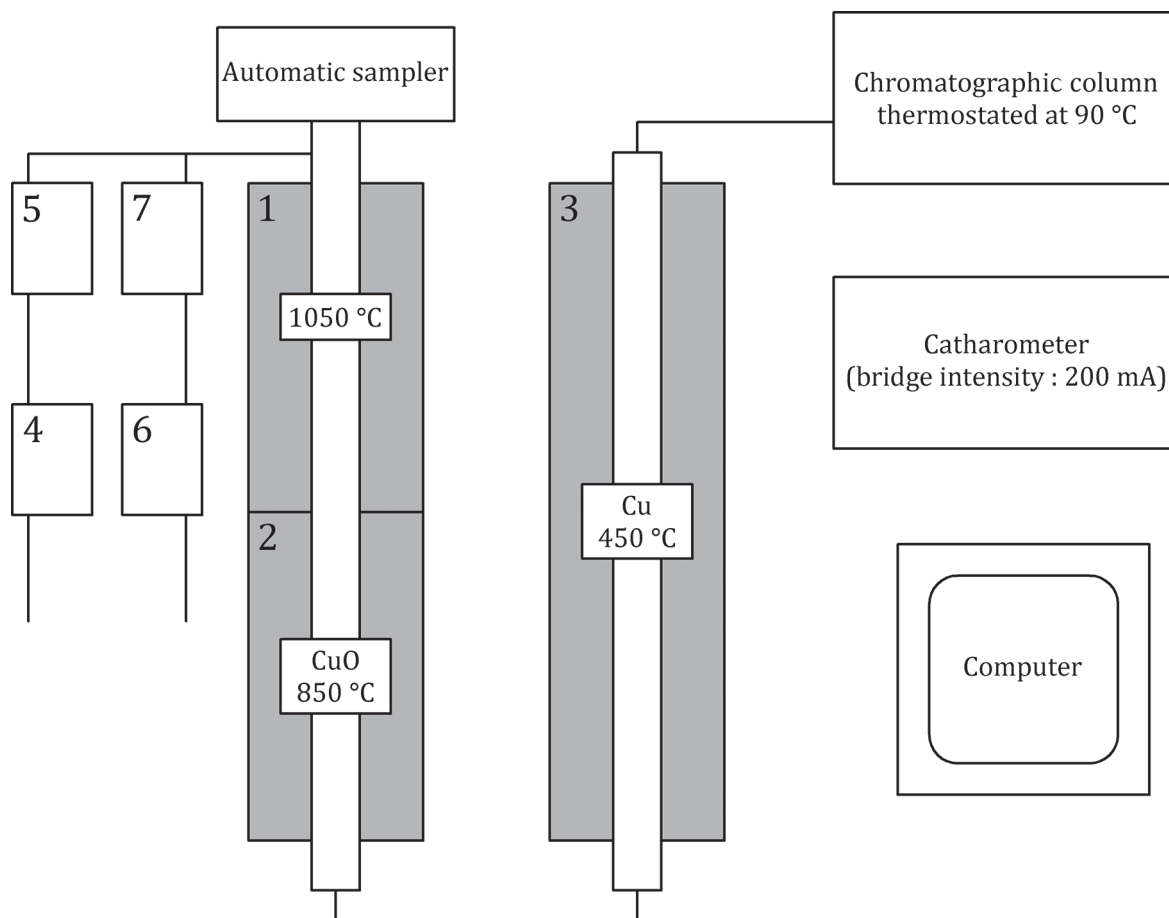 Automatic sampler
Chromatographic column
thermostated at 90 °C
5
7
1
3
1050 °C
Catharometer
(bridge intensity : 200 mA)
4
6
Cu
450 °C
2
CuO
850 °C
Computer